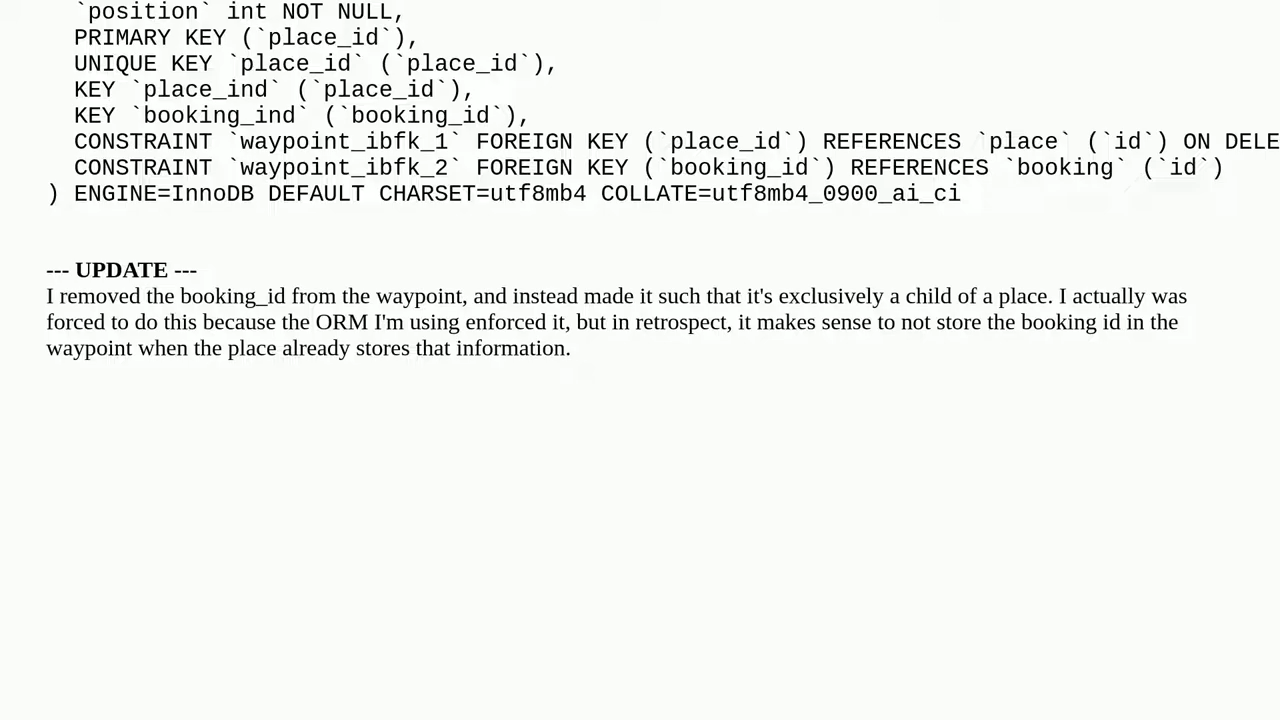 `position` int NOT NULL,
PRIMARY KEY (`place_id`),
UNIQUE KEY `place_id` (`place_id`),
KEY `place_ind` (`place_id`),
KEY `booking_ind` (`booking_id`),
CONSTRAINT `waypoint_ibfk_1` FOREIGN KEY (`place_id`) REFERENCES `place` (`id`) ON DELE
CONSTRAINT `waypoint_ibfk_2` FOREIGN KEY (`booking_id`) REFERENCES `booking` (`id`)
) ENGINE=InnoDB DEFAULT CHARSET=utf8mb4 COLLATE=utf8mb4_0900_ai_ci
--- UPDATE ---
I removed the booking_id from the waypoint, and instead made it such that it's exclusively a child of a place. I actually was
forced to do this because the ORM I'm using enforced it, but in retrospect, it makes sense to not store the booking id in the
waypoint when the place already stores that information.